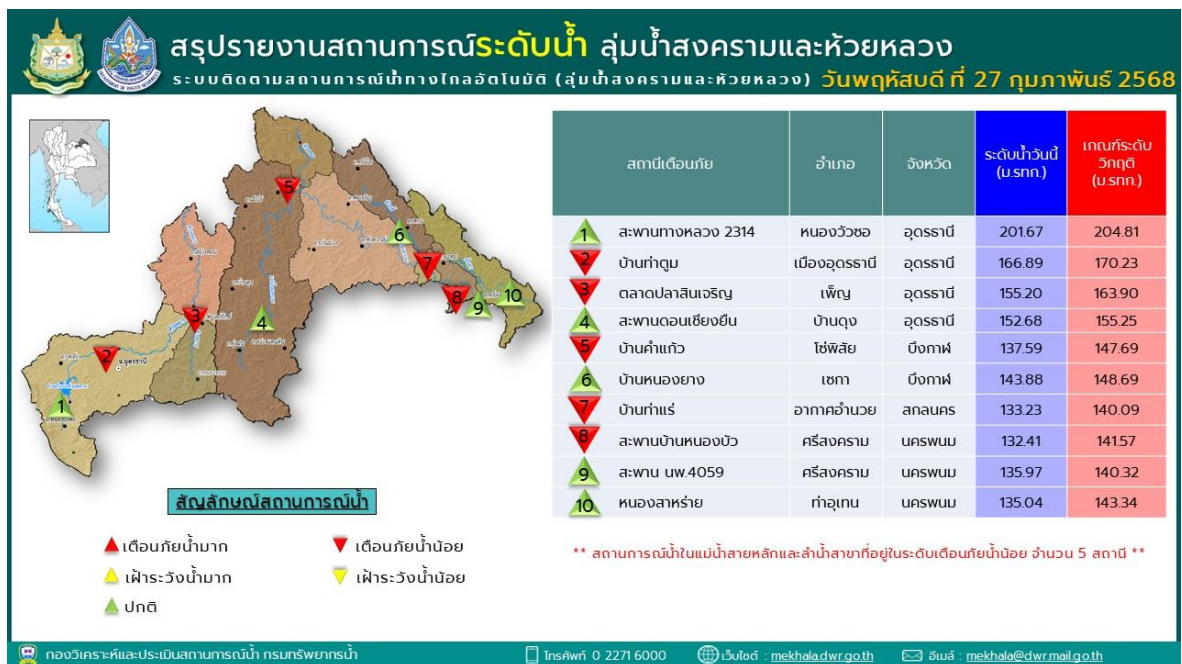 สรุปรายงานสถานการณ์ระดับน้ำ ลุ่มน้ำสงครามและห้วยหลวง
ระบบติดตามสถานการณ์น้ำทางไกลอัตโนมัติ (ลุ่มน้ำสงครามและห้วยหลวง) วันพฤหัสบดี ที่ 27 กุมภาพันธ์ 2568
สถานีเตือนภัย อำเภอ จังหวัด ระดับน้ำวันนี้ (ม.รทก.) เกณฑ์ระดับวิกฤติ (ม.รทก.)
1 สะพานทางหลวง 2314 หนองวัวซอ อุดรธานี 201.67 204.81
2 บ้านท่าตูม เมืองอุดรธานี อุดรธานี 166.89 170.23
3 ตลาดปลาสินเจริญ เพ็ญ อุดรธานี 155.20 163.90
4 สะพานดอนเชียงยืน บ้านดุง อุดรธานี 152.68 155.25
5 บ้านคำแก้ว โซ่พิสัย บึงกาฬ 137.59 147.69
6 บ้านหนองยาง เซกา บึงกาฬ 143.88 148.69
7 บ้านท่าแร่ อากาศอำนวย สกลนคร 133.23 140.09
8 สะพานบ้านหนองบัว ศรีสงคราม นครพนม 132.41 141.57
9 สะพาน นพ.4059 ศรีสงคราม นครพนม 135.97 140.32
10 หนองสาหร่าย ท่าอุเทน นครพนม 135.04 143.34
5
6
7
8
9
10
3
4
2
1
สัญลักษณ์สถานการณ์น้ำ
เตือนภัยน้ำมาก เตือนภัยน้ำน้อย
เฝ้าระวังน้ำมาก เฝ้าระวังน้ำน้อย
ปกติ
** สถานการณ์น้ำในแม่น้ำสายหลักและลำน้ำสาขาที่อยู่ในระดับเตือนภัยน้ำน้อย จำนวน 5 สถานี **
กองวิเคราะห์และประเมินสถานการณ์น้ำ กรมทรัพยากรน้ำ โทรศัพท์ 0 2271 6000 เว็บไซต์ : mekhala.dwr.go.th อีเมล์ : mekhala@dwr.mail.go.th